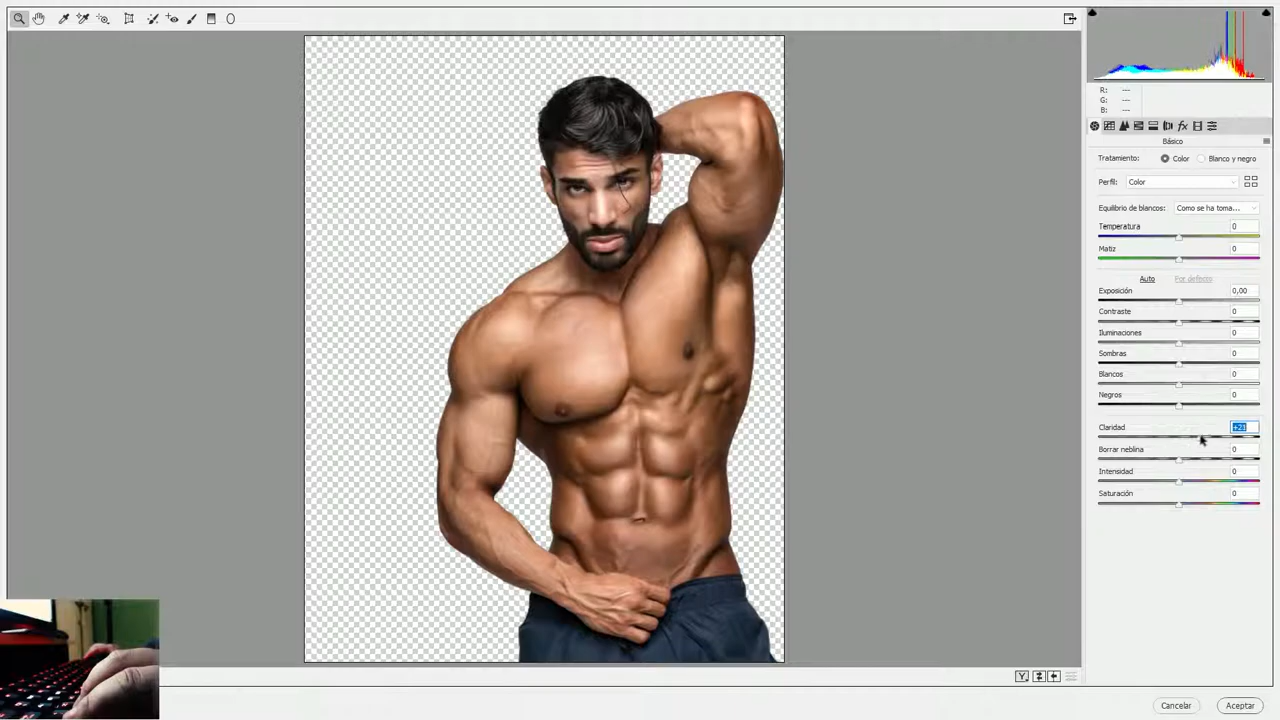 R: ---
G: ---
B: ---
Básico
Tratamiento: Color Blanco y negro
Perfil: Color
Equilibrio de blancos: Como se ha toma...
Temperatura 0
Matiz 0
Auto Por defecto
Exposición 0,00
Contraste 0
Iluminaciones 0
Sombras 0
Blancos 0
Negros 0
Claridad +23
Borrar neblina 0
Intensidad 0
Saturación 0
Cancelar Aceptar